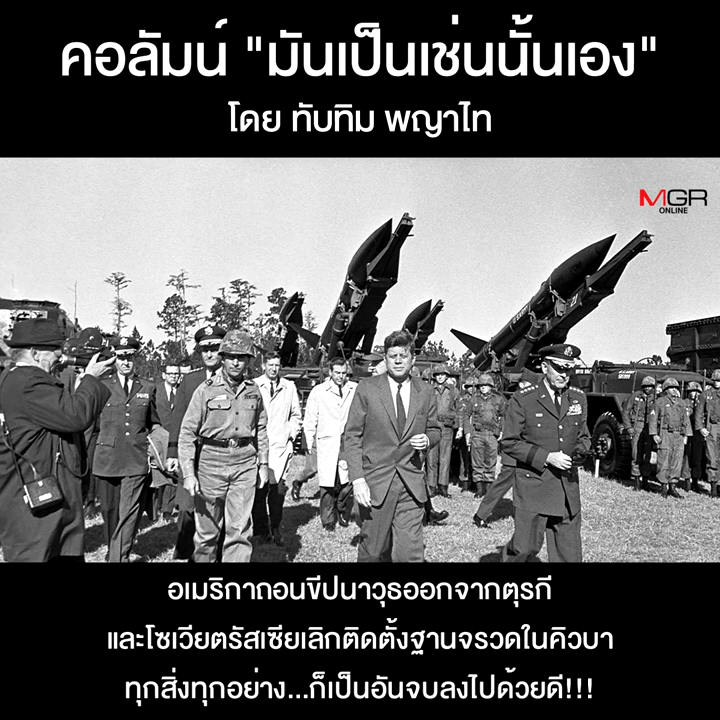 คอลัมน์ "มันเป็นเช่นนั้นเอง"
โดย ทับทิม พญาไท
MGR
ONLINE
อเมริกาถอนขีปนาวุธออกจากตุรกี
และโซเวียตรัสเซียเลิกติดตั้งฐานจรวดในคิวบา
ทุกสิ่งทุกอย่าง...ก็เป็นอันจบลงไปด้วยดี!!!